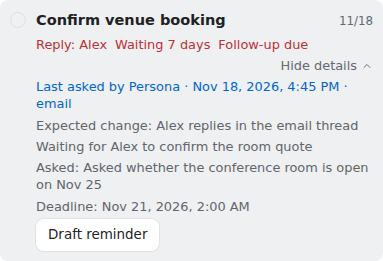 Confirm venue booking 11/18
Reply: Alex Waiting 7 days Follow-up due
Hide details
Last asked by Persona · Nov 18, 2026, 4:45 PM ·
email
Expected change: Alex replies in the email thread
Waiting for Alex to confirm the room quote
Asked: Asked whether the conference room is open
on Nov 25
Deadline: Nov 21, 2026, 2:00 AM
Draft reminder